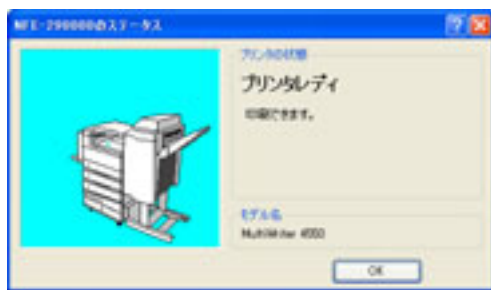 のステータス
プリンタの状態
プリンタレディ
印刷できます。
モデル名
MultiWriter
OK